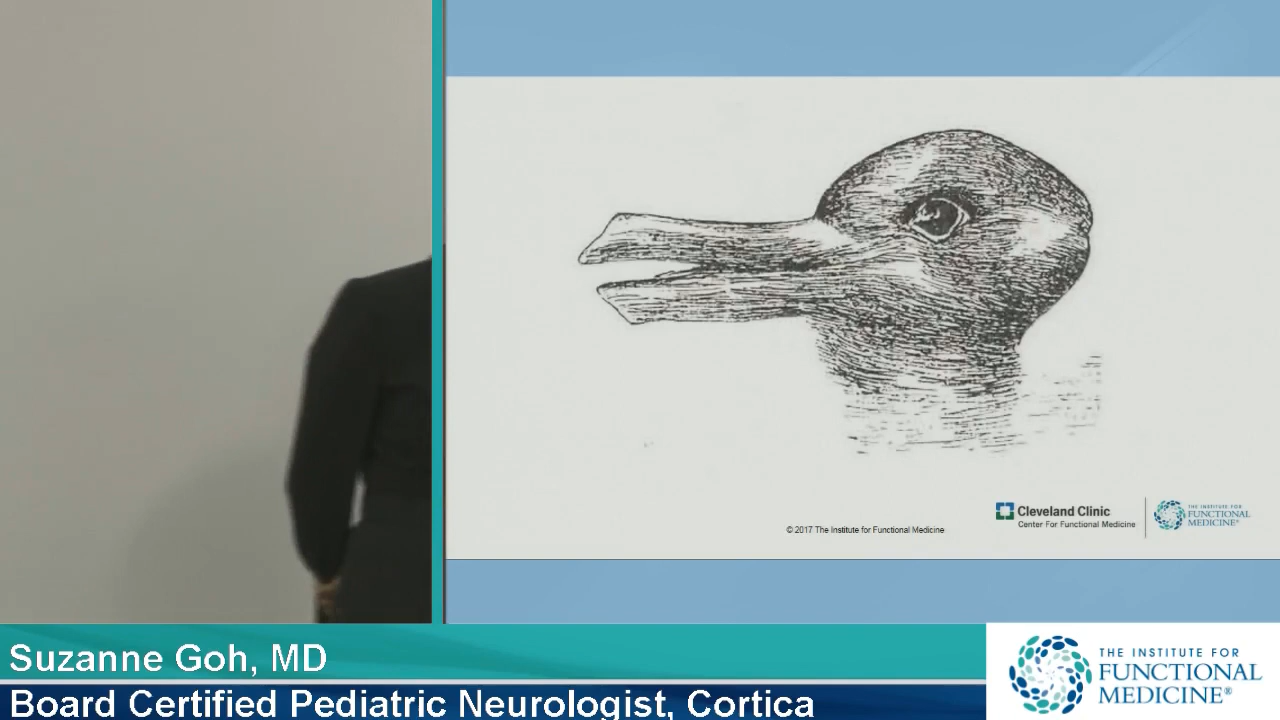 © 2017 The Institute for Functional Medicine
Cleveland Clinic
Center For Functional Medicine
THE INSTITUTE FOR
FUNCTIONAL
MEDICINE®
Suzanne Goh, MD
Board Certified Pediatric Neurologist, Cortica
THE INSTITUTE FOR
FUNCTIONAL
MEDICINE®